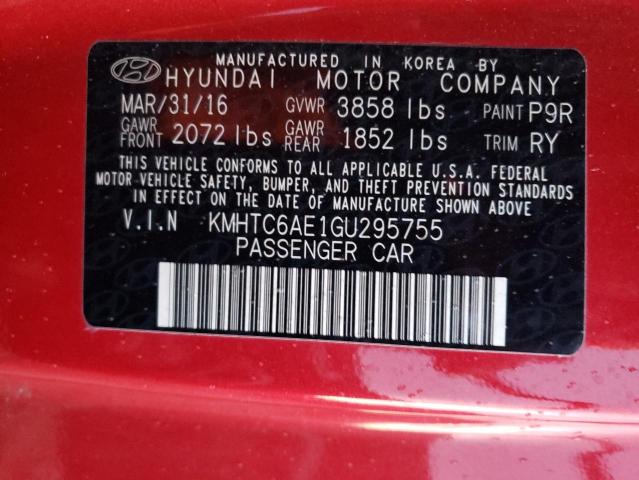 MANUFACTURED IN KOREA BY
HYUNDAI MOTOR COMPANY
MAR/31/16 GVWR 3858 lbs PAINT P9R
GAWR FRONT 2072 lbs GAWR REAR 1852 lbs TRIM RY
THIS VEHICLE CONFORMS TO ALL APPLICABLE U.S.A. FEDERAL
MOTOR VEHICLE SAFETY, BUMPER, AND THEFT PREVENTION STANDARDS
IN EFFECT ON THE DATE OF MANUFACTURE SHOWN ABOVE
V.I.N KMHTC6AE1GU295755
PASSENGER CAR